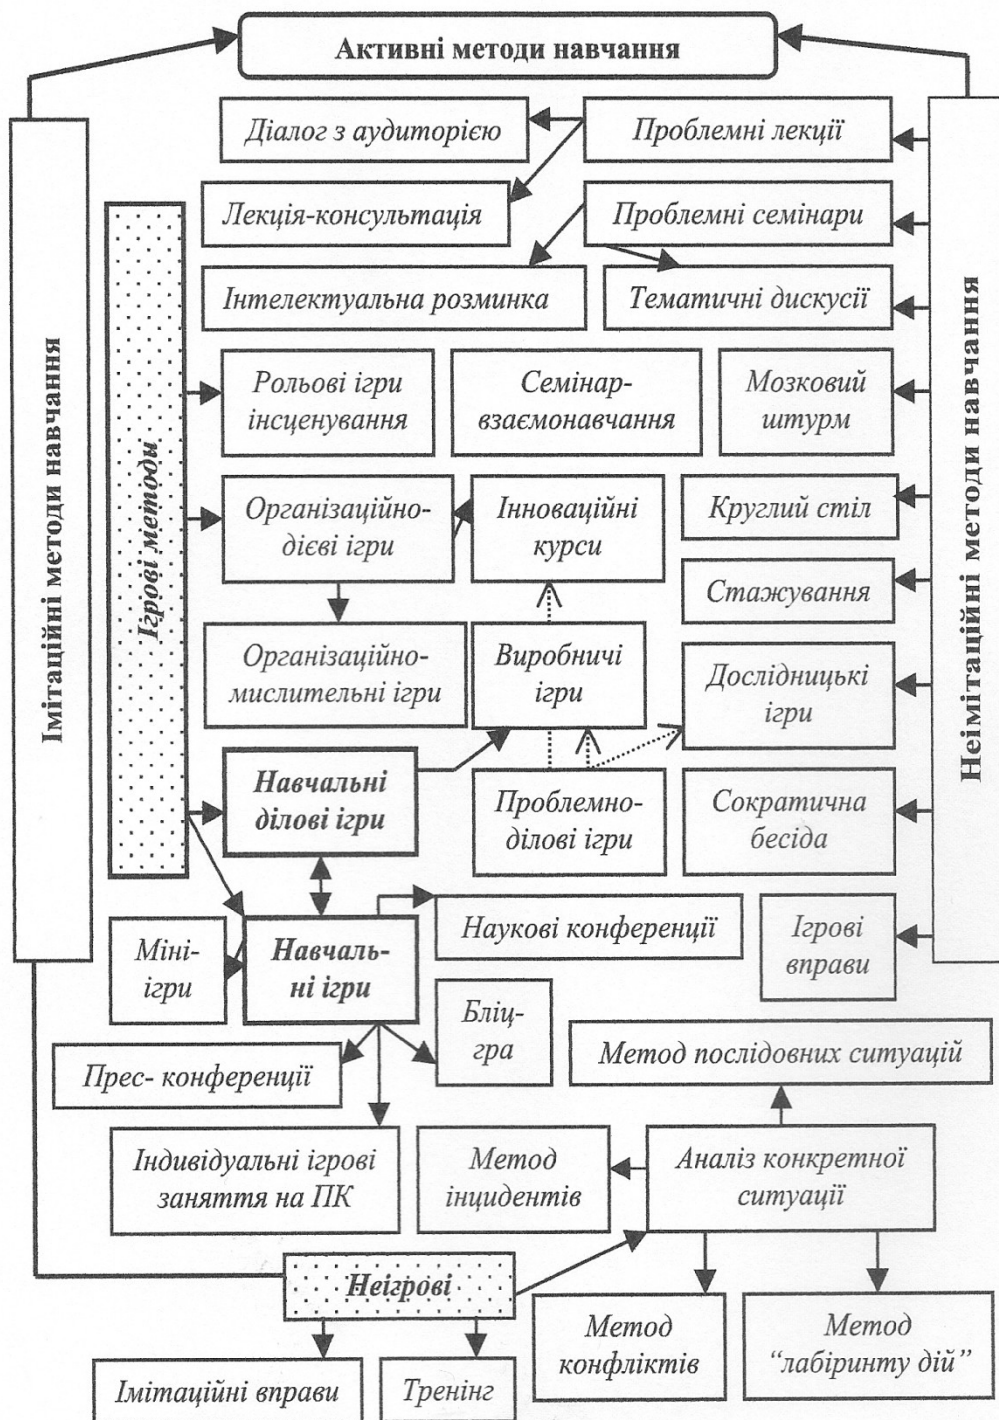 Активні методи навчання
Імітаційні методи навчання
Неімітаційні методи навчання
Ігрові методи
Діалог з аудиторією
Проблемні лекції
Лекція-консультація
Проблемні семінари
Інтелектуальна розминка
Тематичні дискусії
Рольові ігри
інсценування
Семінар-
взаємонавчання
Мозковий
штурм
Організаційно-
дієві ігри
Інноваційні
курси
Круглий стіл
Стажування
Організаційно-
мислительні ігри
Виробничі
ігри
Дослідницькі
ігри
Навчальні
ділові ігри
Проблемно-
ділові ігри
Сократична
бесіда
Міні-
ігри
Навчаль-
ні ігри
Наукові конференції
Ігрові
вправи
Бліц-
гра
Прес- конференції
Метод послідовних ситуацій
Індивідуальні ігрові
заняття на ПК
Метод
інцидентів
Аналіз конкретної
ситуації
Неігрові
Метод
конфліктів
Метод
“лабіринту дій”
Імітаційні вправи
Тренінг